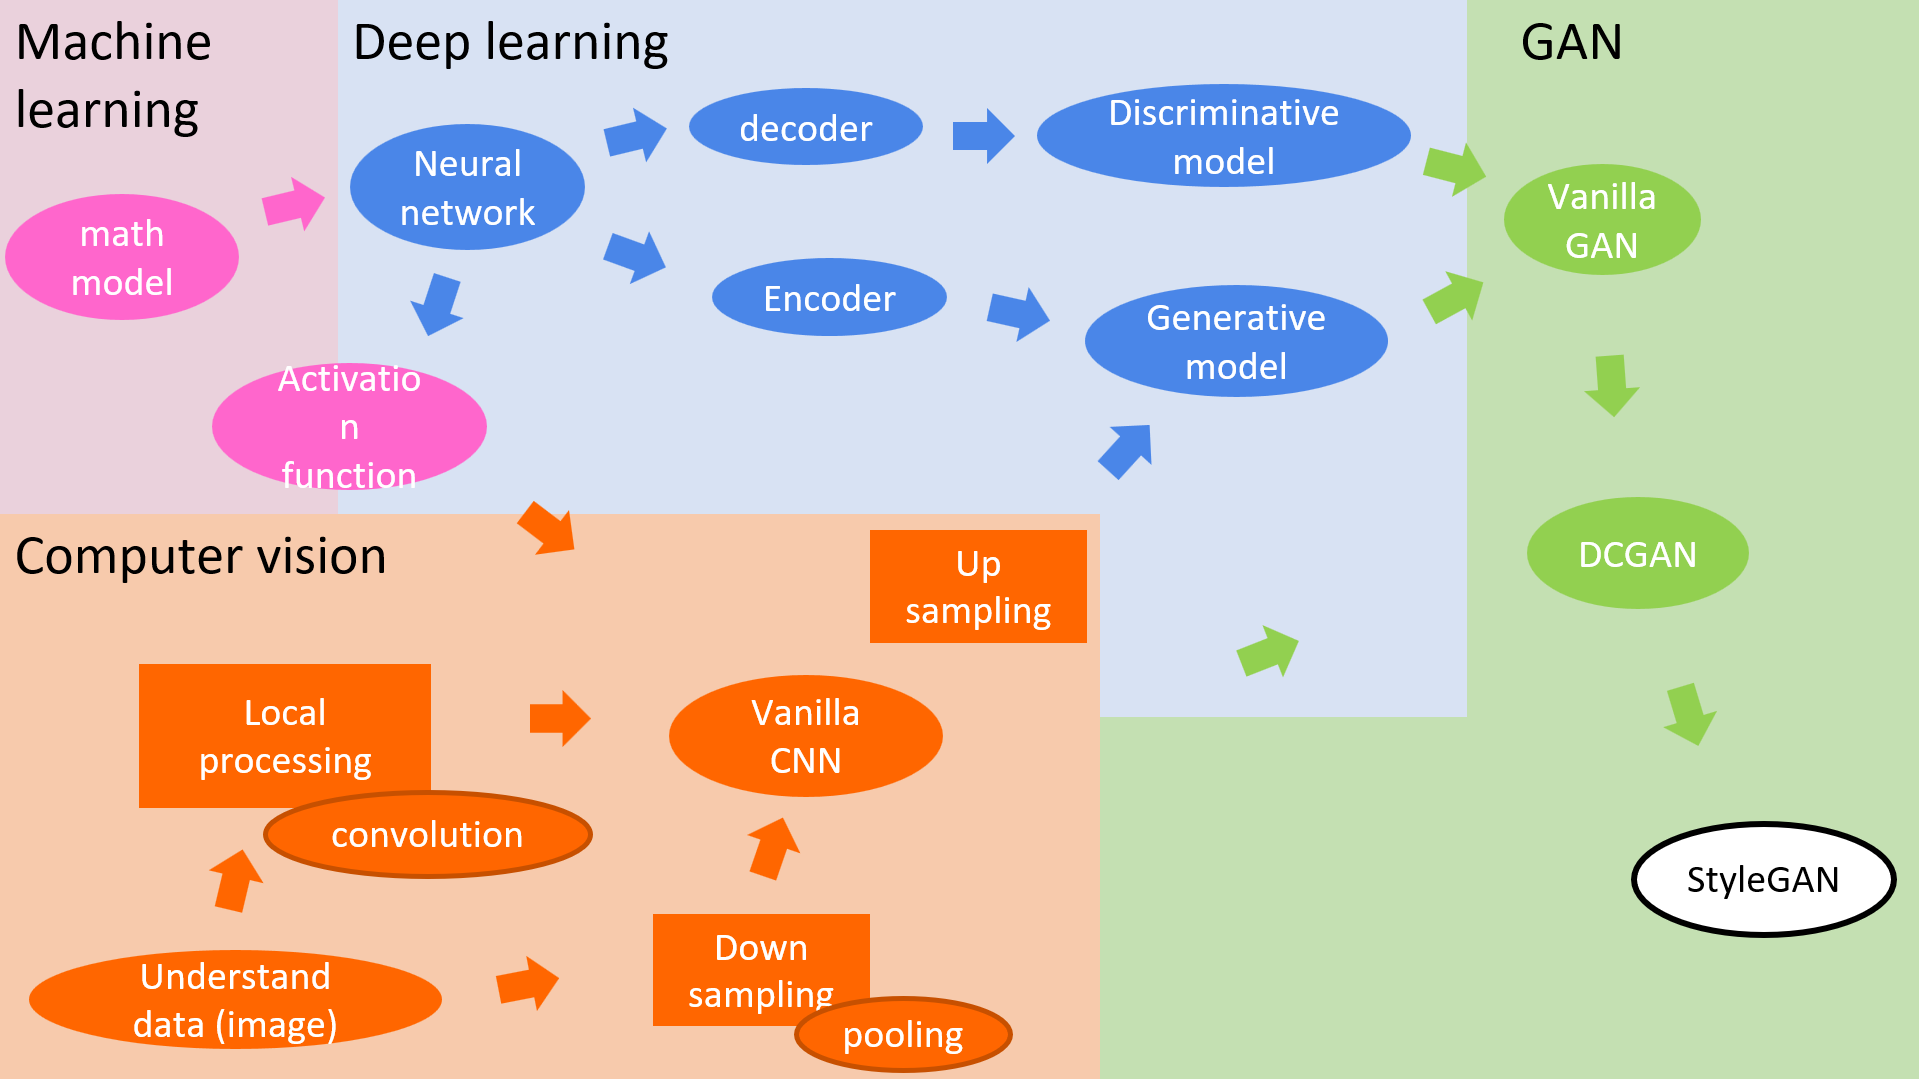 Machine
learning
Deep learning
GAN
math
model
Neural
network
decoder
Discriminative
model
Vanilla
GAN
Encoder
Generative
model
Activatio
n
function
DCGAN
StyleGAN
Computer vision
Up
sampling
Local
processing
convolution
Vanilla
CNN
Understand
data (image)
Down
sampling
pooling